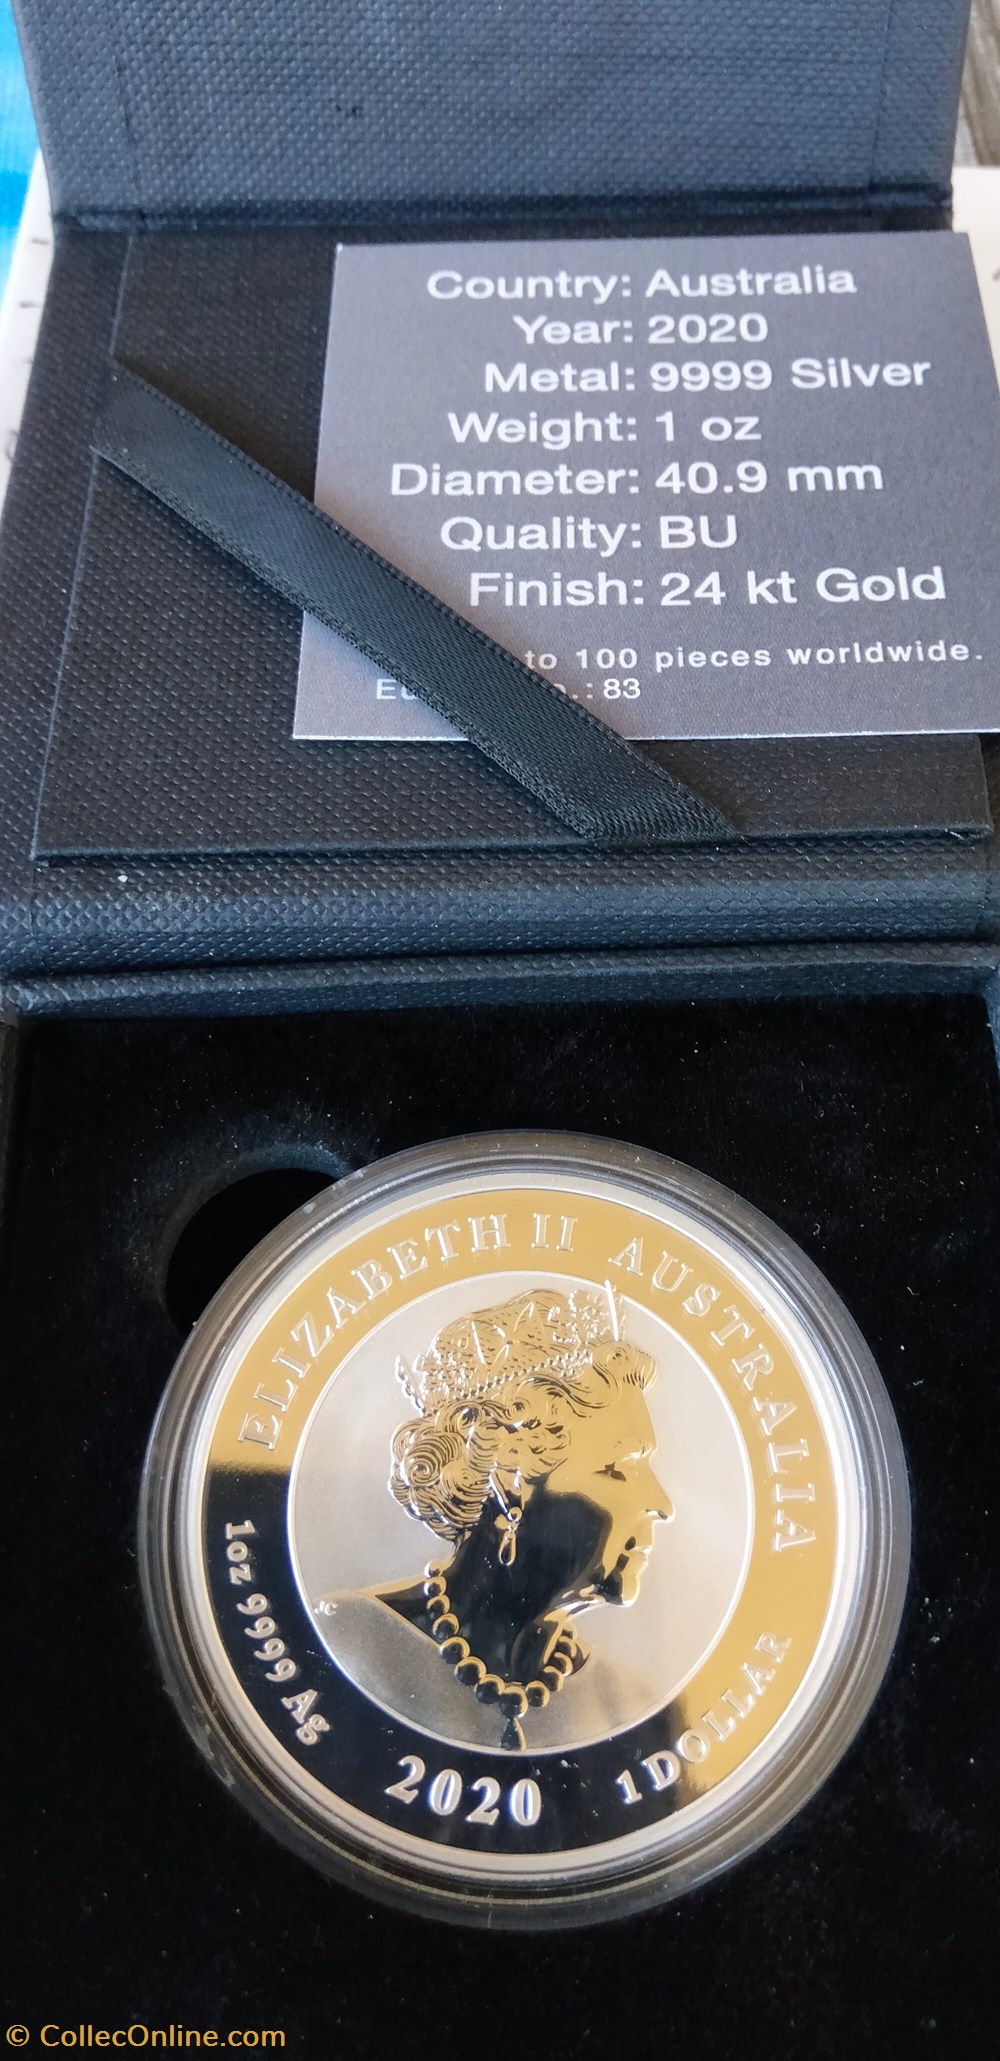 Country: Australia
Year: 2020
Metal: 9999 Silver
Weight: 1 oz
Diameter: 40.9 mm
Quality: BU
Finish: 24 kt Gold
to 100 pieces worldwide.
83
ELIZABETH II AUSTRALIA
1oz 9999 Ag 2020 1 DOLLAR
JC
© CollecOnline.com